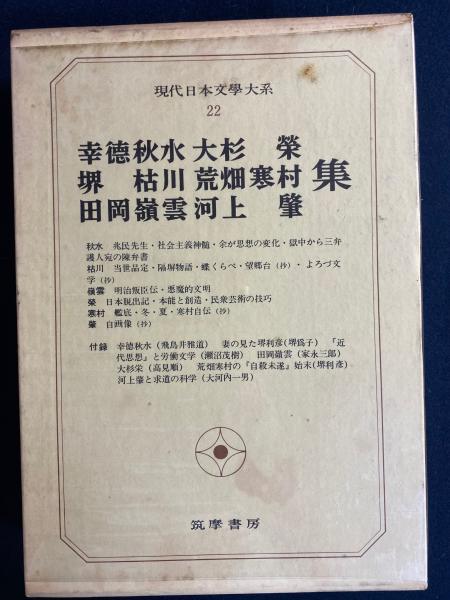 現代日本文學大系
22
幸德秋水 大杉 榮
堺 枯川 荒畑寒村 集
田岡嶺雲 河上 肇
秋水 兆民先生・社会主義神髄・余が思想の変化・獄中から三弁
護人宛の陳弁書
枯川 当世品定・隔塀物語・蝶くらべ・望郷台(抄)・よろづ文
学(抄)
嶺雲 明治叛臣伝・悪魔的文明
榮 日本脱出記・本能と創造・民衆芸術の技巧
寒村 艦底・冬・夏・寒村自伝(抄)
肇 自画像(抄)
付錄 幸徳秋水(飛鳥井雅道) 妻の見た堺利彦(堺爲子) 『近
代思想』と労働文学(瀬沼茂樹) 田岡嶺雲(家永三郎)
大杉栄(高見順) 荒畑寒村の『自殺未遂』始末(堺利彦)
河上肇と求道の科学(大河内一男)
筑摩書房